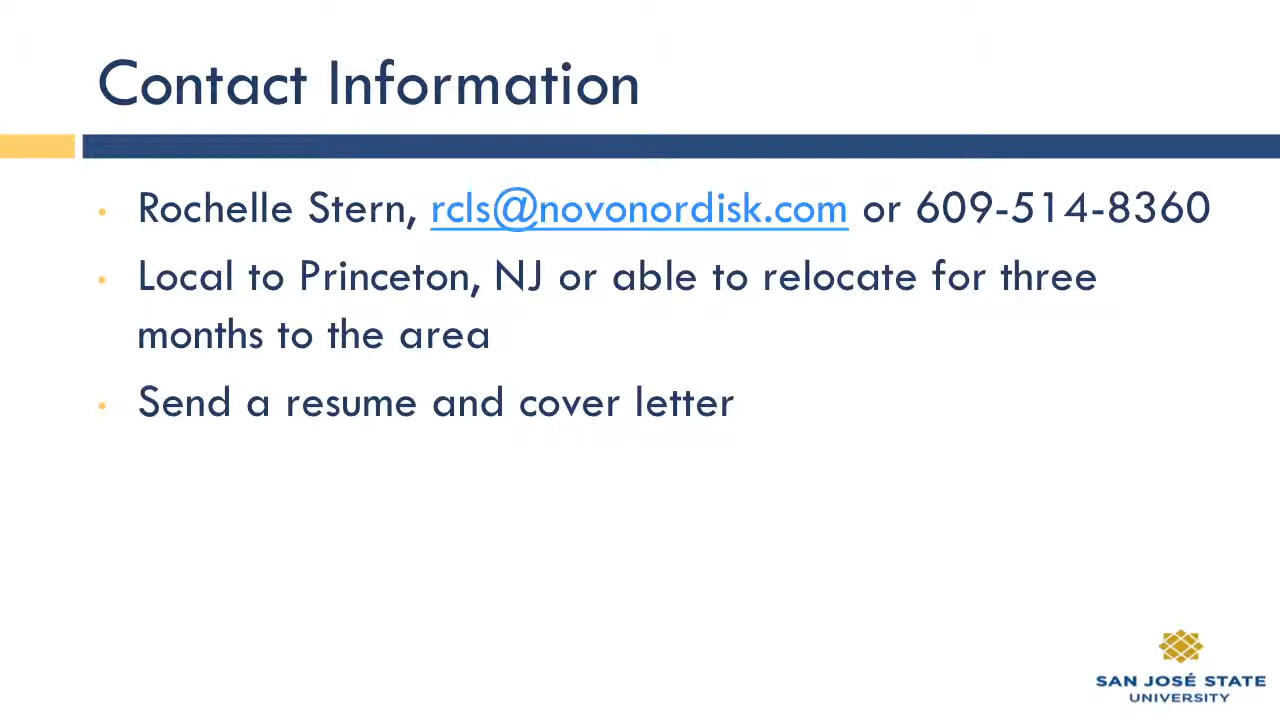 Contact Information
• Rochelle Stern, rcls@novonordisk.com or 609-514-8360
• Local to Princeton, NJ or able to relocate for three
months to the area
• Send a resume and cover letter
SAN JOSÉ STATE
UNIVERSITY